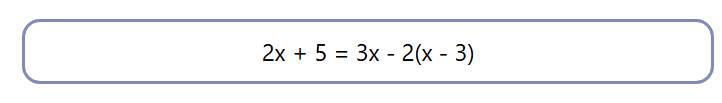 2x + 5 = 3x - 2(x - 3)